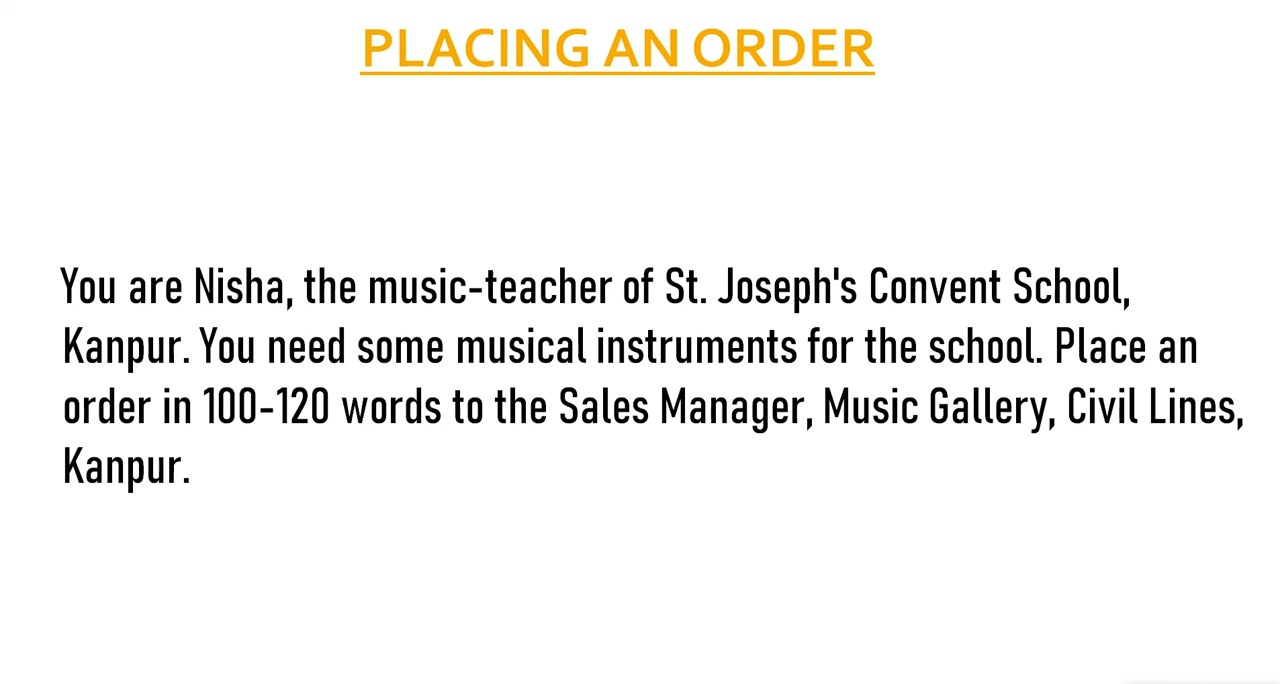 PLACING AN ORDER
You are Nisha, the music-teacher of St. Joseph's Convent School,
Kanpur. You need some musical instruments for the school. Place an
order in 100-120 words to the Sales Manager, Music Gallery, Civil Lines,
Kanpur.